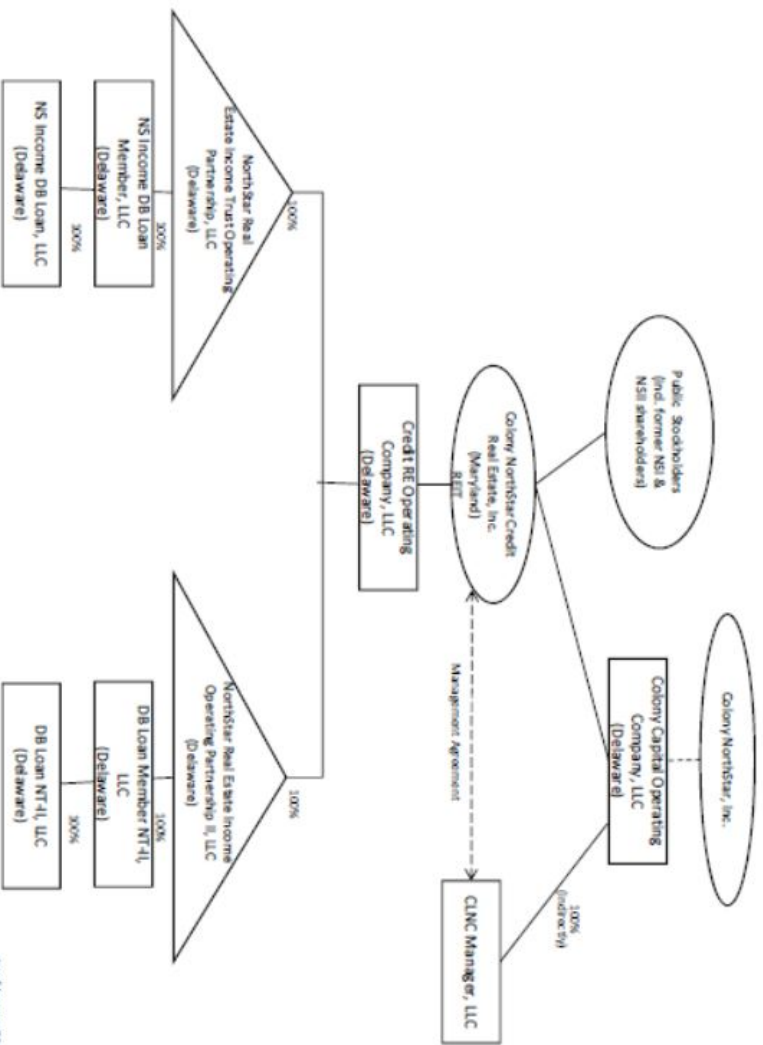 Colony NorthStar, Inc.
Public Stockholders
(incl. former NSI &
NSII shareholders)
Colony Capital Operating
Company, LLC
(Delaware)
100%
(indirectly)
Colony NorthStar Credit
Real Estate, Inc.
(Maryland)
REIT
Management Agreement
CLNC Manager, LLC
Credit RE Operating
Company, LLC
(Delaware)
100%
NorthStar Real
Estate Income Trust Operating
Partnership, LLC
(Delaware)
100%
NorthStar Real Estate Income
Operating Partnership II, LLC
(Delaware)
100%
NS Income DB Loan
Member, LLC
(Delaware)
100%
DB Loan Member NT-II,
LLC
(Delaware)
100%
NS Income DB Loan, LLC
(Delaware)
100%
DB Loan NT-II, LLC
(Delaware)